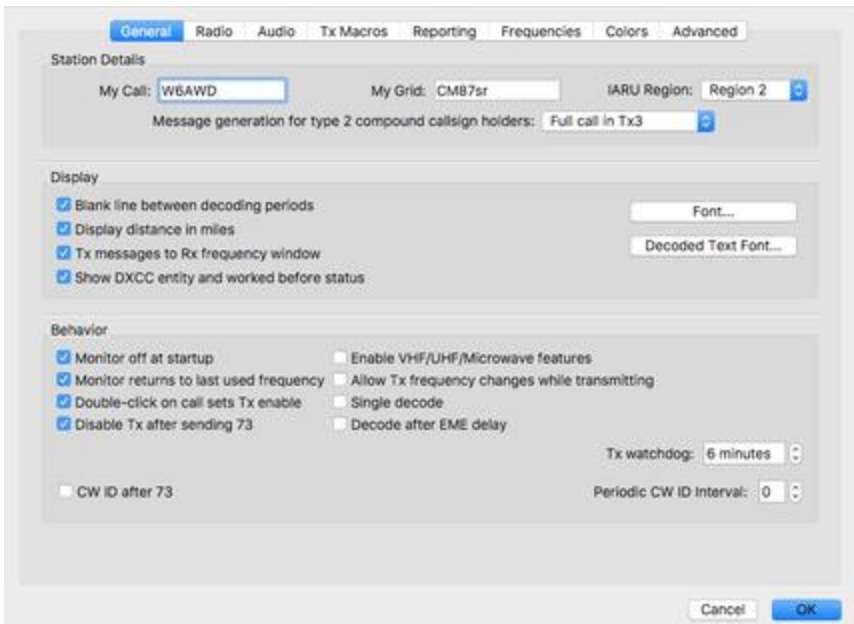 General Radio Audio Tx Macros Reporting Frequencies Colors Advanced
Station Details
My Call: W6AWD My Grid: CM87sr IARU Region: Region 2
Message generation for type 2 compound callsign holders: Full call in Tx3
Display
Blank line between decoding periods
Font...
Display distance in miles
Decoded Text Font...
Tx messages to Rx frequency window
Show DXCC entity and worked before status
Behavior
Monitor off at startup Enable VHF/UHF/Microwave features
Monitor returns to last used frequency Allow Tx frequency changes while transmitting
Double-click on call sets Tx enable Single decode
Disable Tx after sending 73 Decode after EME delay
Tx watchdog: 6 minutes
CW ID after 73 Periodic CW ID Interval: 0
Cancel OK